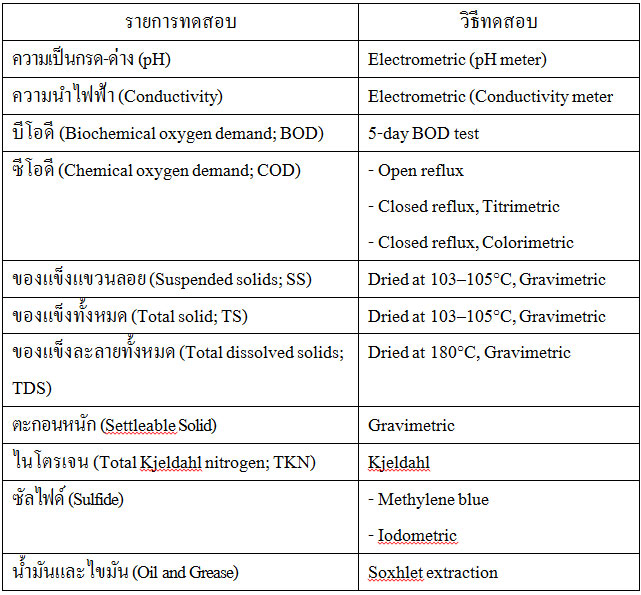 รายการทดสอบ วิธีทดสอบ
ความเป็นกรด-ด่าง (pH) Electrometric (pH meter)
ความนำไฟฟ้า (Conductivity) Electrometric (Conductivity meter
บีโอดี (Biochemical oxygen demand; BOD) 5-day BOD test
ซีโอดี (Chemical oxygen demand; COD) - Open reflux
- Closed reflux, Titrimetric
- Closed reflux, Colorimetric
ของแข็งแขวนลอย (Suspended solids; SS) Dried at 103–105°C, Gravimetric
ของแข็งทั้งหมด (Total solid; TS) Dried at 103–105°C, Gravimetric
ของแข็งละลายทั้งหมด (Total dissolved solids; Dried at 180°C, Gravimetric
TDS)
ตะกอนหนัก (Settleable Solid) Gravimetric
ไนโตรเจน (Total Kjeldahl nitrogen; TKN) Kjeldahl
ซัลไฟด์ (Sulfide) - Methylene blue
- Iodometric
น้ำมันและไขมัน (Oil and Grease) Soxhlet extraction